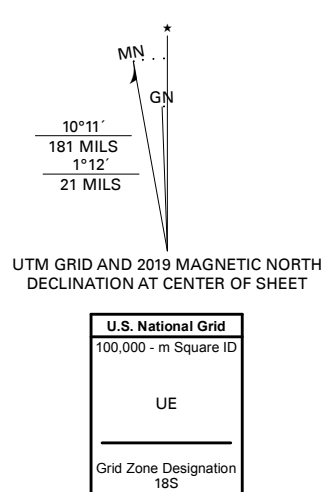 ★
MN
GN
10°11´
181 MILS
1°12´
21 MILS
UTM GRID AND 2019 MAGNETIC NORTH
DECLINATION AT CENTER OF SHEET
U.S. National Grid
100,000 - m Square ID
UE
Grid Zone Designation
18S